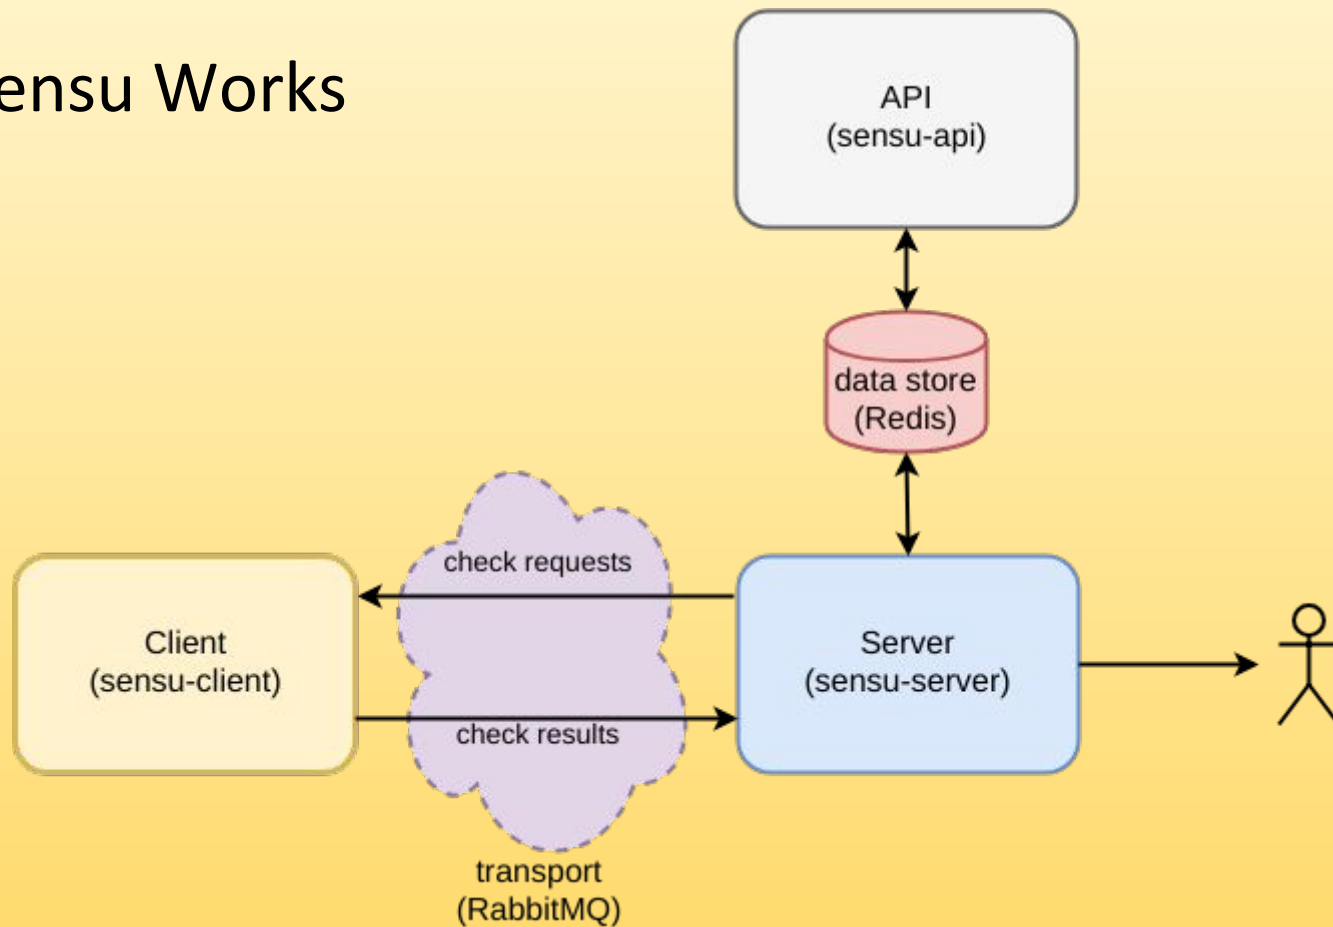 ensu Works
API
(sensu-api)
data store
(Redis)
check requests
Client
(sensu-client)
Server
(sensu-server)
check results
transport
(RabbitMQ)